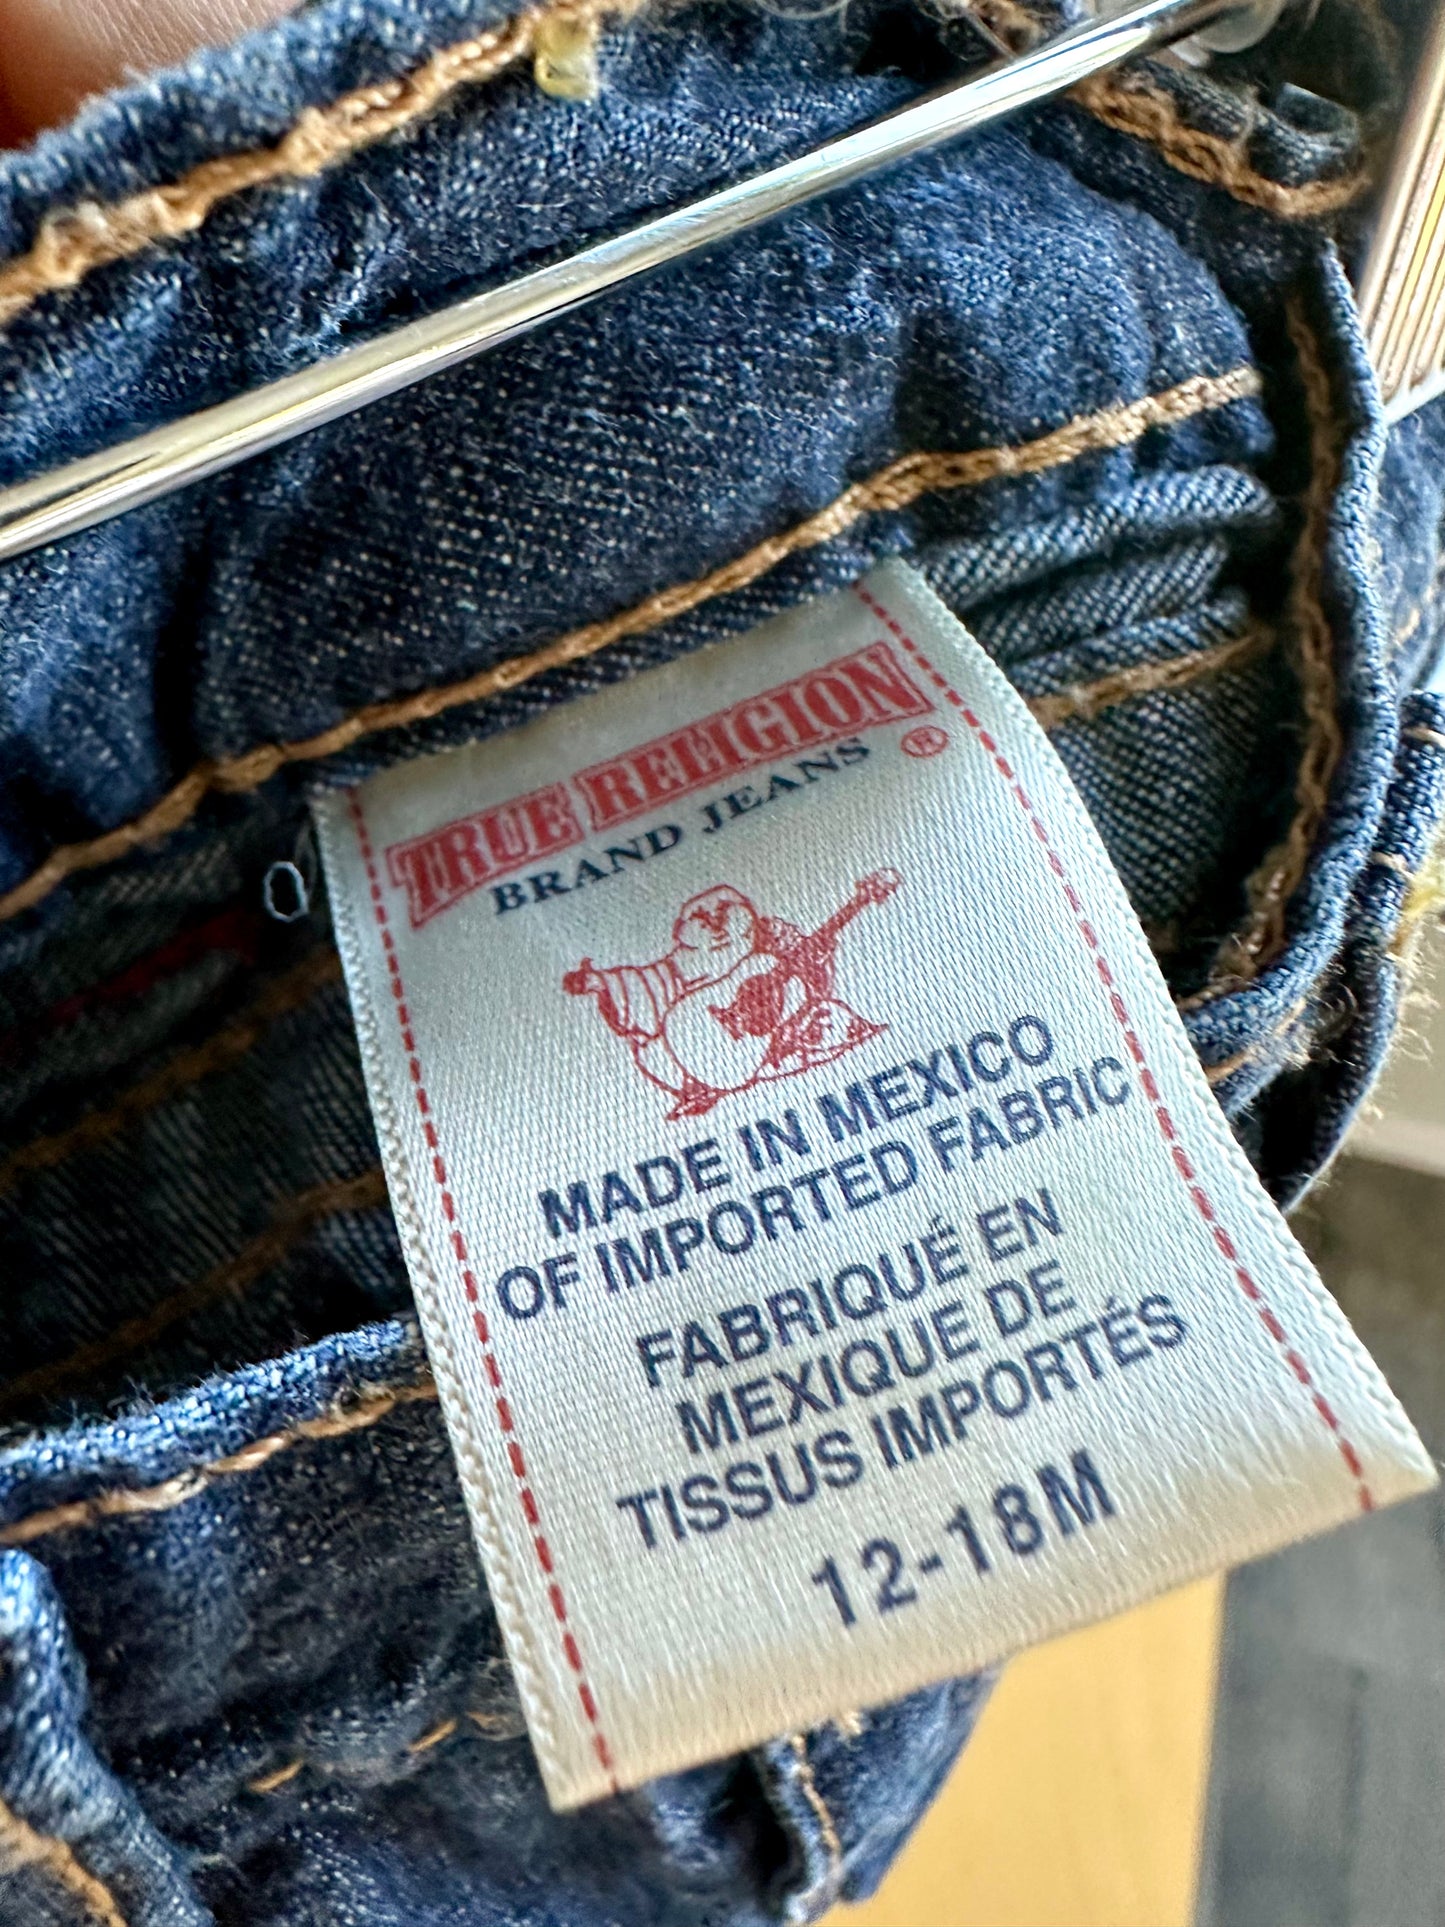 TRUE RELIGION ®
BRAND JEANS
MADE IN MEXICO
OF IMPORTED FABRIC
FABRIQUÉ EN
MEXIQUE DE
TISSUS IMPORTÉS
12-18M